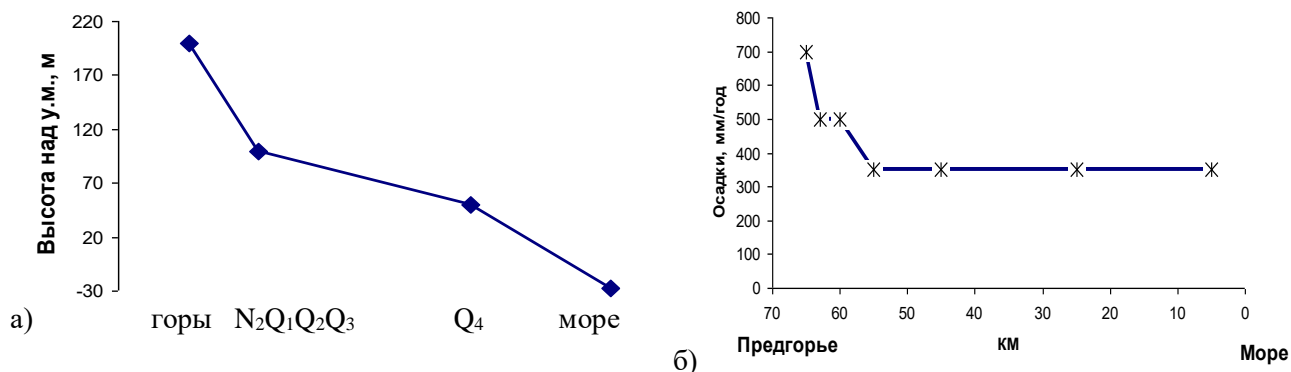 220
170
120
70
20
-30
Высота над у.м., м
а)
горы N₂Q₁Q₂Q₃ Q₄ море
800
700
600
500
400
300
200
100
0
Осадки, мм/год
70 60 50 40 30 20 10 0
Предгорье км Море
б)